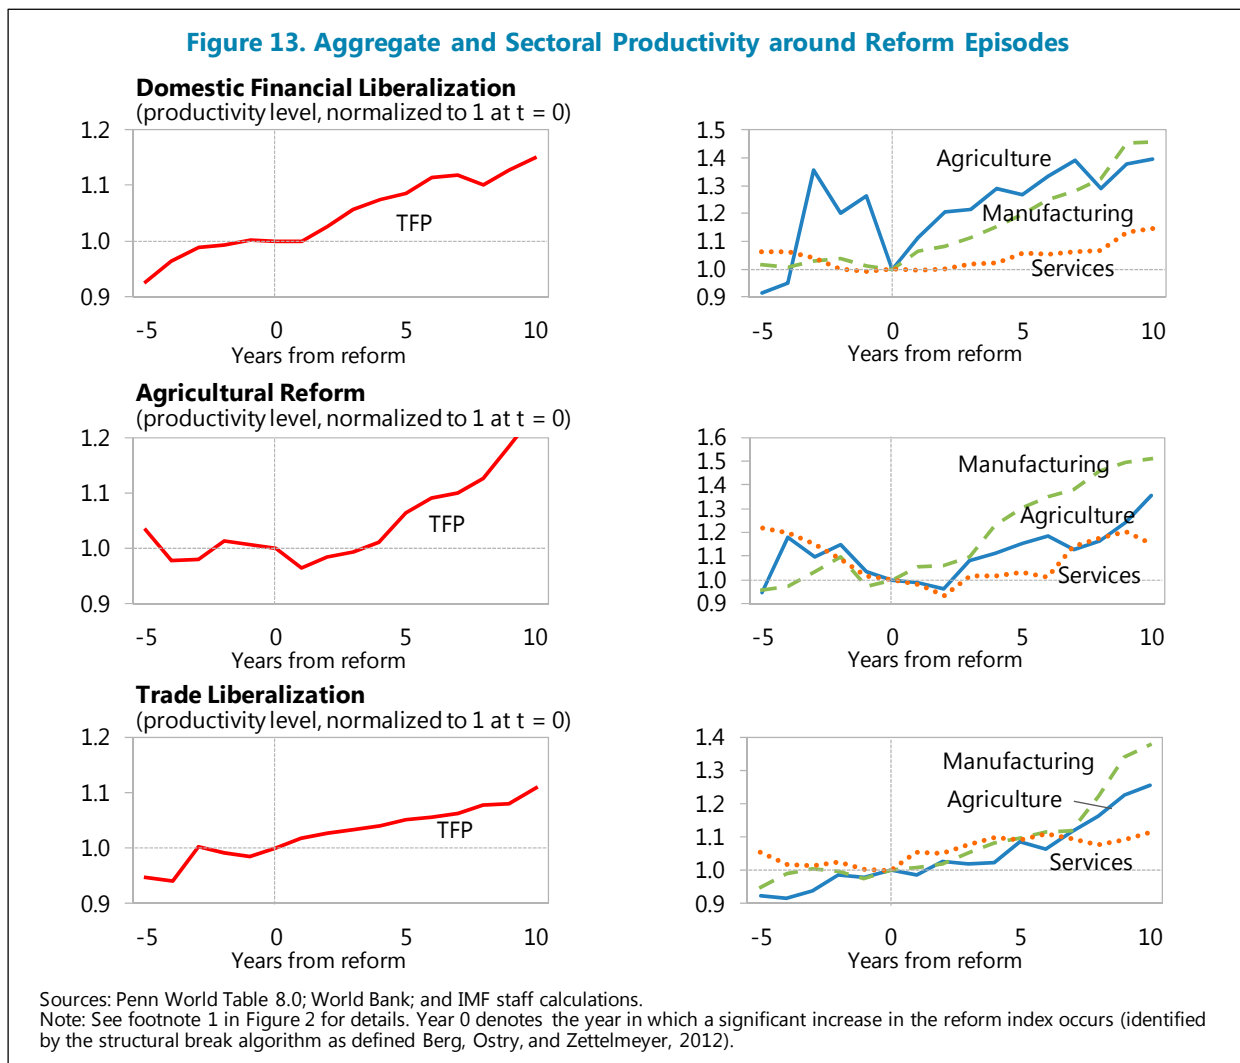 Figure 13. Aggregate and Sectoral Productivity around Reform Episodes
Domestic Financial Liberalization
(productivity level, normalized to 1 at t = 0)
1.2
1.1
1.0
0.9
TFP
-5 0 5 10
Years from reform
1.5
1.4
1.3
1.2
1.1
1.0
0.9
Agriculture
Manufacturing
Services
-5 0 5 10
Years from reform
Agricultural Reform
(productivity level, normalized to 1 at t = 0)
1.2
1.1
1.0
0.9
TFP
-5 0 5 10
Years from reform
1.6
1.5
1.4
1.3
1.2
1.1
1.0
0.9
Manufacturing
Agriculture
Services
-5 0 5 10
Years from reform
Trade Liberalization
(productivity level, normalized to 1 at t = 0)
1.2
1.1
1.0
0.9
TFP
-5 0 5 10
Years from reform
1.4
1.3
1.2
1.1
1.0
0.9
Manufacturing
Agriculture
Services
-5 0 5 10
Years from reform
Sources: Penn World Table 8.0; World Bank; and IMF staff calculations.
Note: See footnote 1 in Figure 2 for details. Year 0 denotes the year in which a significant increase in the reform index occurs (identified
by the structural break algorithm as defined Berg, Ostry, and Zettelmeyer, 2012).